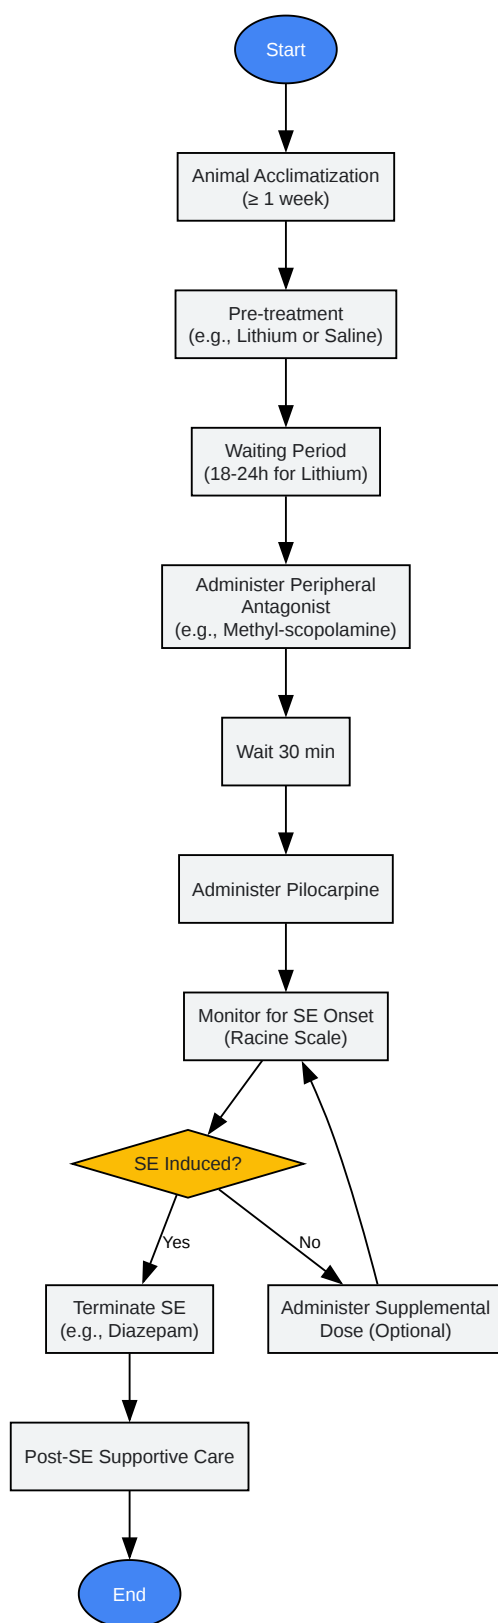 Start
Animal Acclimatization
(≥ 1 week)
Pre-treatment
(e.g., Lithium or Saline)
Waiting Period
(18-24h for Lithium)
Administer Peripheral
Antagonist
(e.g., Methyl-scopolamine)
Wait 30 min
Administer Pilocarpine
Monitor for SE Onset
(Racine Scale)
SE Induced?
Yes
No
Terminate SE
(e.g., Diazepam)
Administer Supplemental
Dose (Optional)
Post-SE Supportive Care
End